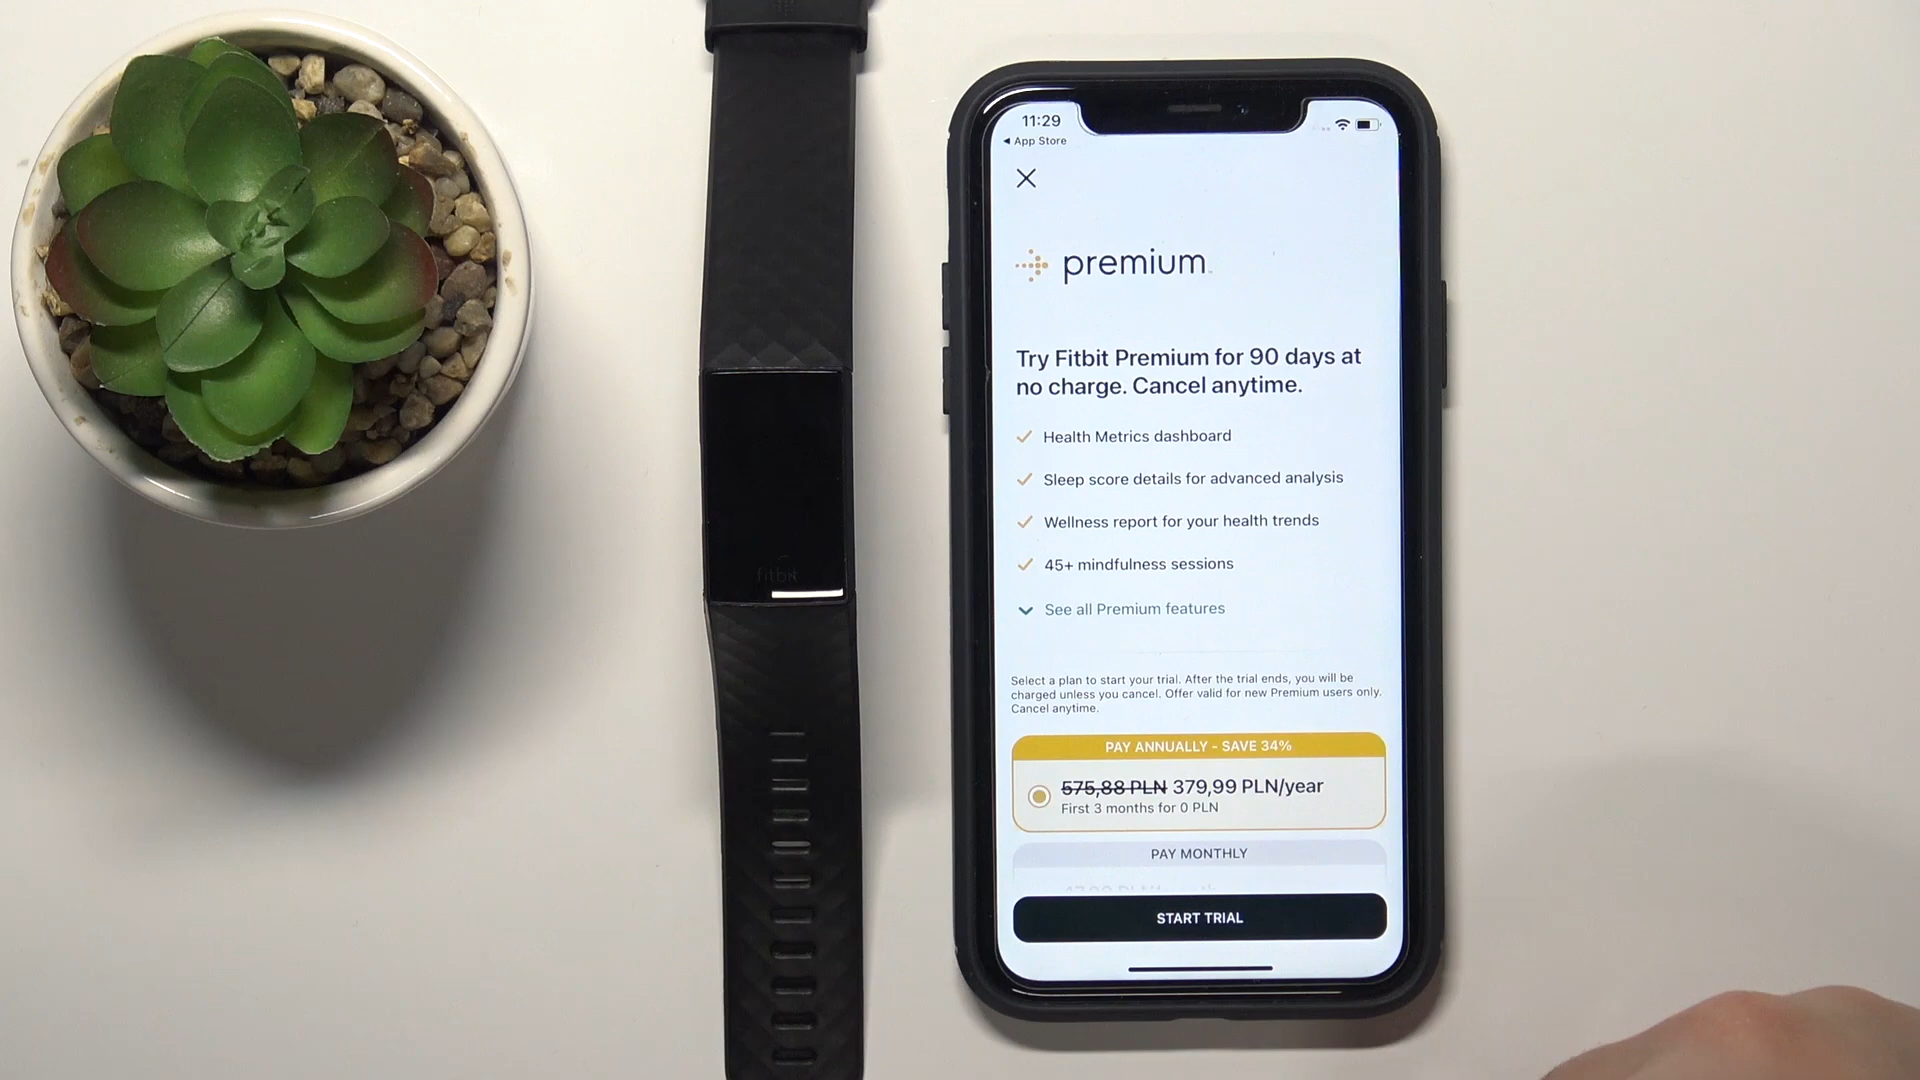 11:29
◀ App Store
premium
Try Fitbit Premium for 90 days at
no charge. Cancel anytime.
Health Metrics dashboard
Sleep score details for advanced analysis
Wellness report for your health trends
45+ mindfulness sessions
See all Premium features
Select a plan to start your trial. After the trial ends, you will be
charged unless you cancel. Offer valid for new Premium users only.
Cancel anytime.
PAY ANNUALLY - SAVE 34%
575,88 PLN 379,99 PLN/year
First 3 months for 0 PLN
PAY MONTHLY
START TRIAL
fitbit